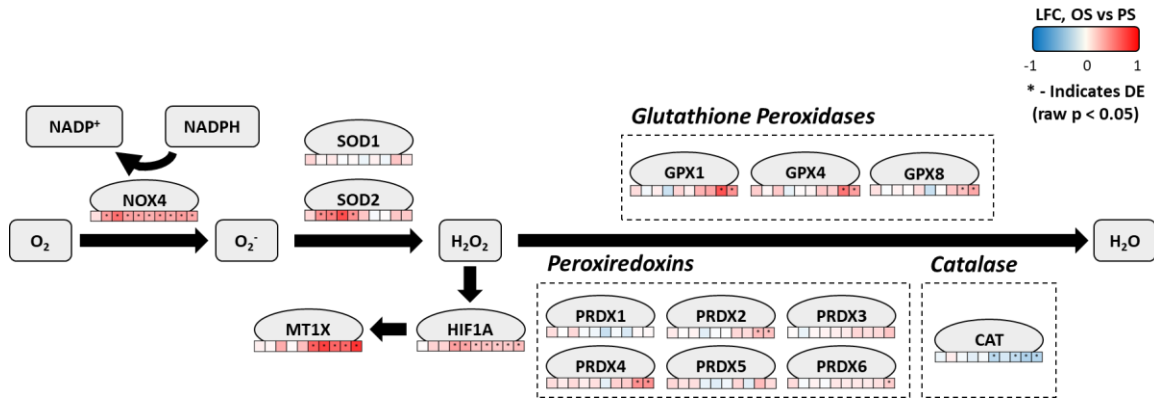 LFC, OS vs PS
-1 0 1
* - Indicates DE
(raw p < 0.05)
Glutathione Peroxidases
NADP+ NADPH
SOD1
GPX1 GPX4 GPX8
NOX4
SOD2
O2 O2- H2O2 H2O
Peroxiredoxins Catalase
PRDX1 PRDX2 PRDX3
MT1X HIF1A
CAT
PRDX4 PRDX5 PRDX6